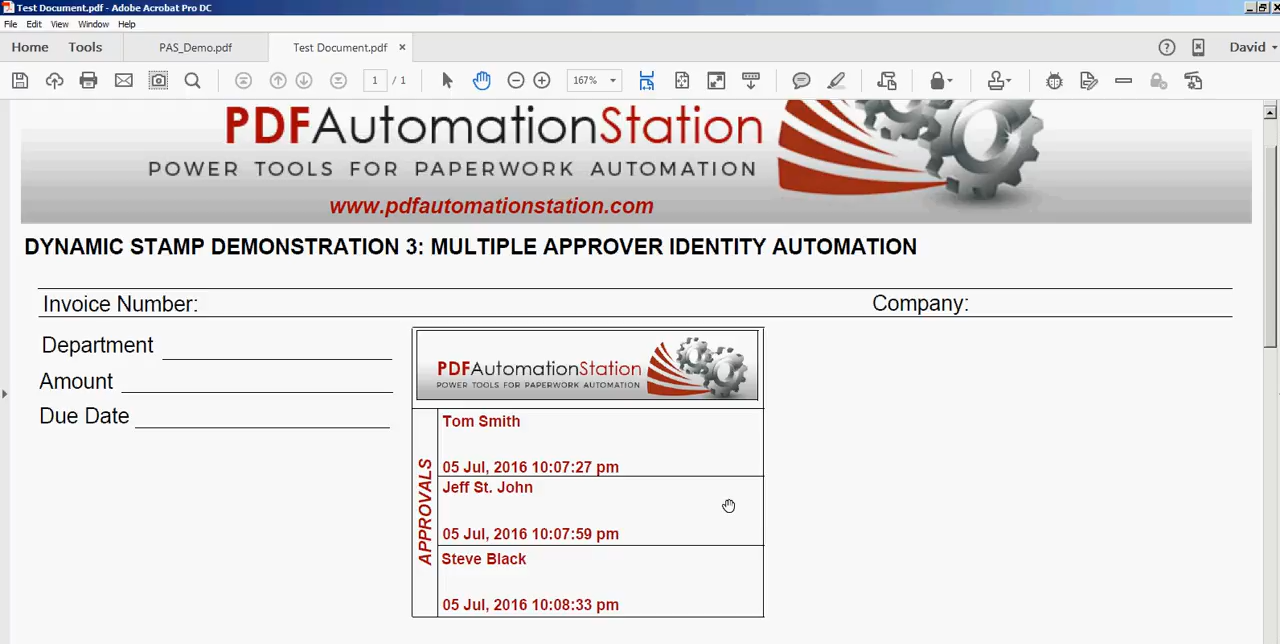 Test Document.pdf - Adobe Acrobat Pro DC
File Edit View Window Help
Home Tools PAS_Demo.pdf Test Document.pdf × David
1 / 1 167%
PDFAutomationStation
POWER TOOLS FOR PAPERWORK AUTOMATION
www.pdfautomationstation.com
DYNAMIC STAMP DEMONSTRATION 3: MULTIPLE APPROVER IDENTITY AUTOMATION
Invoice Number: Company:
Department
Amount
Due Date
PDFAutomationStation
POWER TOOLS FOR PAPERWORK AUTOMATION
APPROVALS
Tom Smith
05 Jul, 2016 10:07:27 pm
Jeff St. John
05 Jul, 2016 10:07:59 pm
Steve Black
05 Jul, 2016 10:08:33 pm